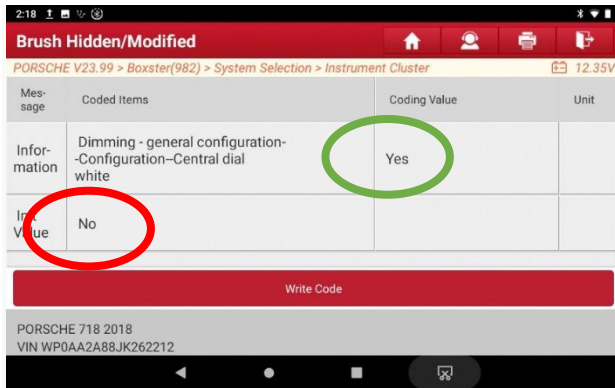 2:18
Brush Hidden/Modified
PORSCHE V23.99 > Boxster(982) > System Selection > Instrument Cluster 12.35V
Mes-
sage
Coded Items
Coding Value
Unit
Infor-
mation
Dimming - general configuration-
-Configuration--Central dial
white
Yes
Init
Value
No
Write Code
PORSCHE 718 2018
VIN WP0AA2A88JK262212